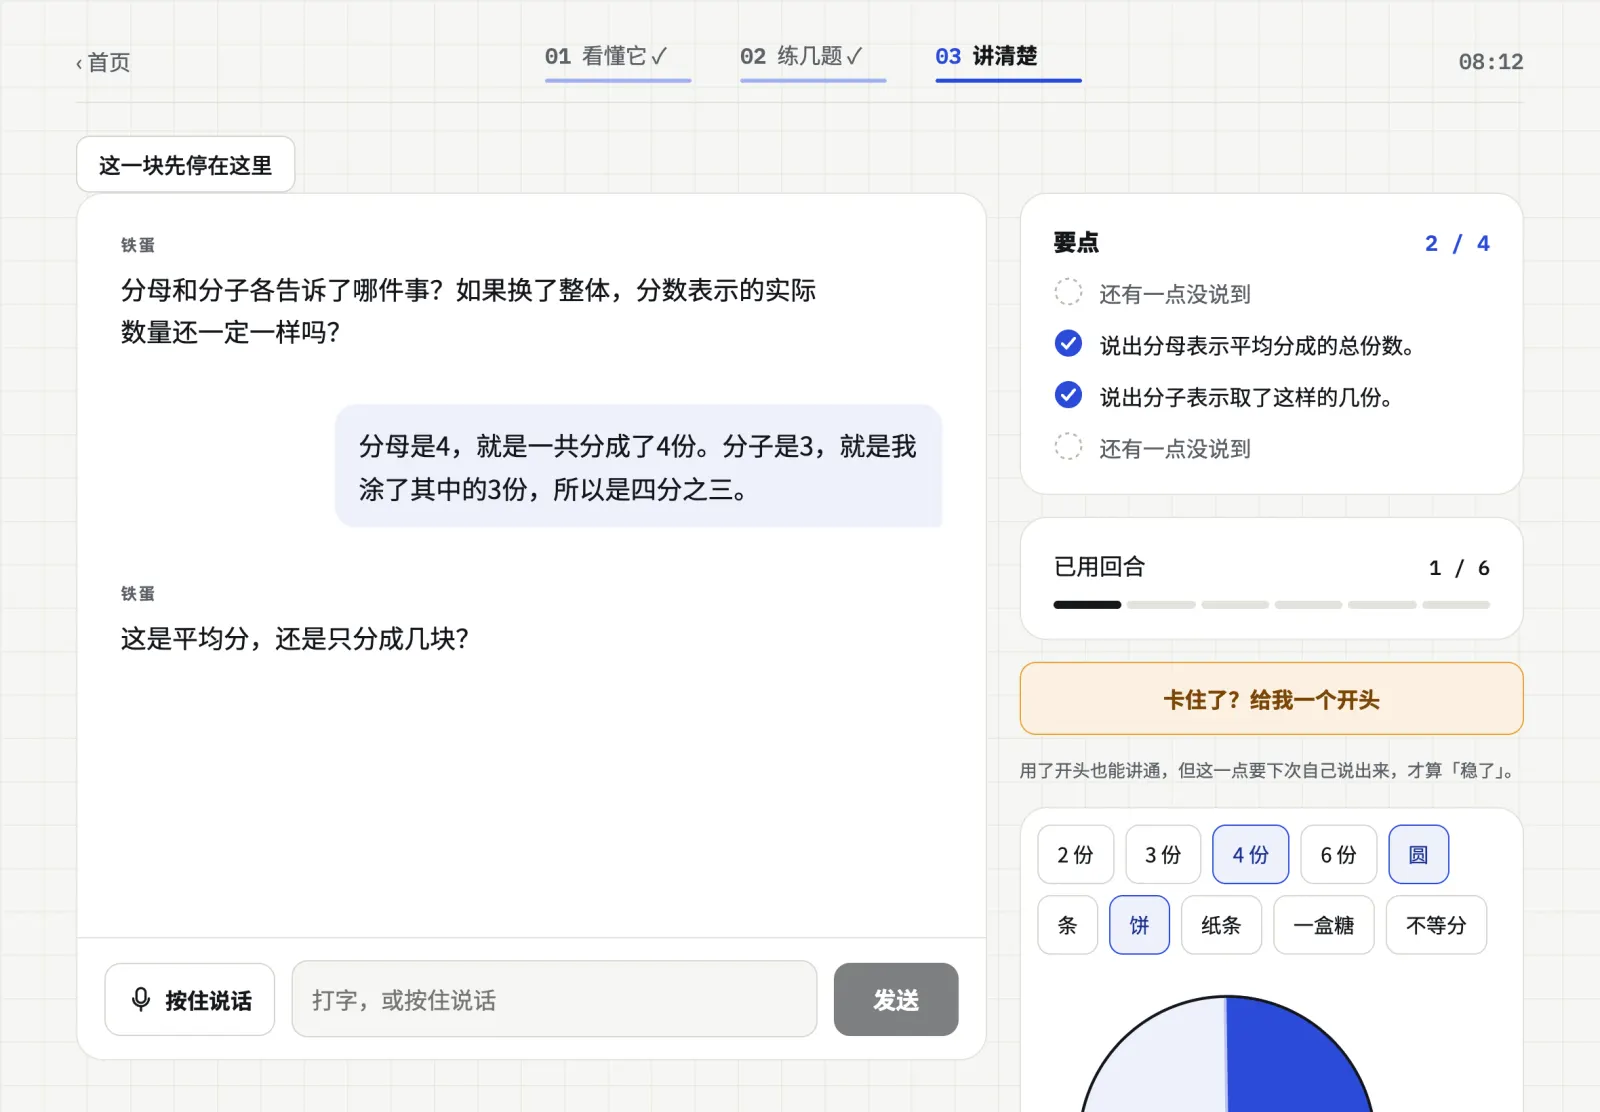 ‹ 首页
01 看懂它✓
02 练几题✓
03 讲清楚
08:12
这一块先停在这里
铁蛋
分母和分子各告诉了哪件事？如果换了整体，分数表示的实际
数量还一定一样吗？
分母是4，就是一共分成了4份。分子是3，就是我
涂了其中的3份，所以是四分之三。
铁蛋
这是平均分，还是只分成几块？
按住说话
打字，或按住说话
发送
要点
2 / 4
还有一点没说到
说出分母表示平均分成的总份数。
说出分子表示取了这样的几份。
还有一点没说到
已用回合
1 / 6
卡住了？给我一个开头
用了开头也能讲通，但这一点要下次自己说出来，才算「稳了」。
2 份
3 份
4 份
6 份
圆
条
饼
纸条
一盒糖
不等分